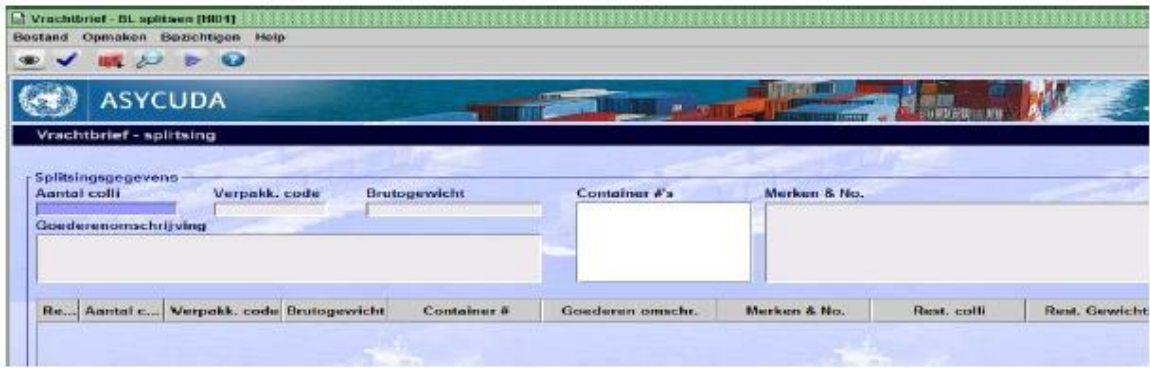 Vrachtbrief - BL splitsen [HI01]
Bestand Opmaken Bezichtigen Help
ASYCUDA
Vrachtbrief - splitsing
Splitsingsgegevens
Aantal colli Verpakk. code Brutogewicht Container #'s Merken & No.
Goederenomschrijving
Re... Aantal c... Verpakk. code Brutogewicht Container # Goederen omschr. Merken & No. Rest. colli Rest. Gewicht